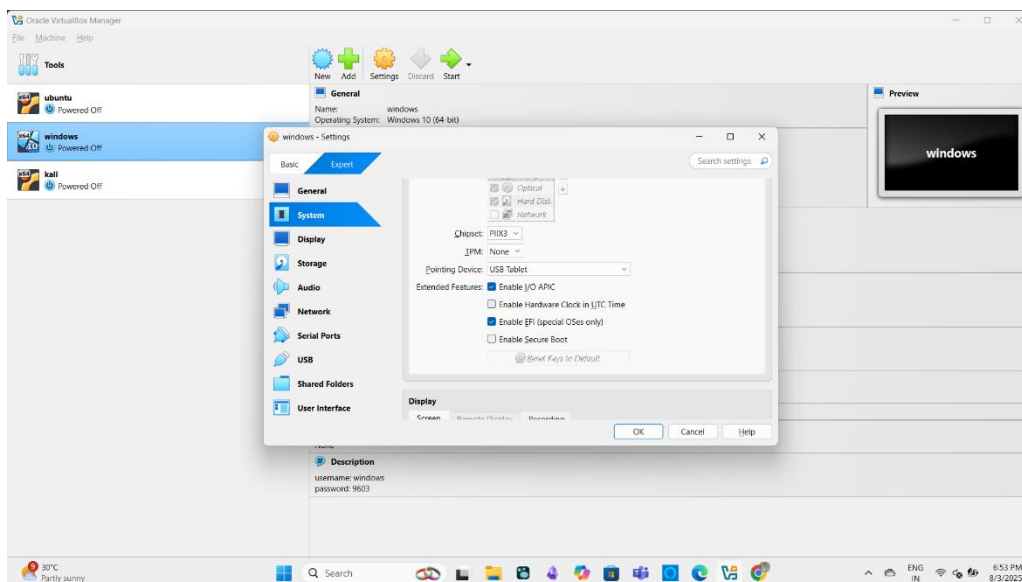 Oracle VirtualBox Manager
File Machine Help
Tools
New Add Settings Discard Start
ubuntu
Powered Off
windows
Powered Off
kali
Powered Off
General
Name: windows
Operating System: Windows 10 (64-bit)
Preview
windows
windows - Settings
Basic Expert
Search settings
General
System
Display
Storage
Audio
Network
Serial Ports
USB
Shared Folders
User Interface
Optical
Hard Disk
Network
Chipset: PIIX3
TPM: None
Pointing Device: USB Tablet
Extended Features: Enable I/O APIC
Enable Hardware Clock in UTC Time
Enable EFI (special OSes only)
Enable Secure Boot
Reset Keys to Default
Display
Screen Remote Display Recording
OK Cancel Help
None
Description
username: windows
password: 9603
9
30°C
Partly sunny
Search
ENG
IN
6:53 PM